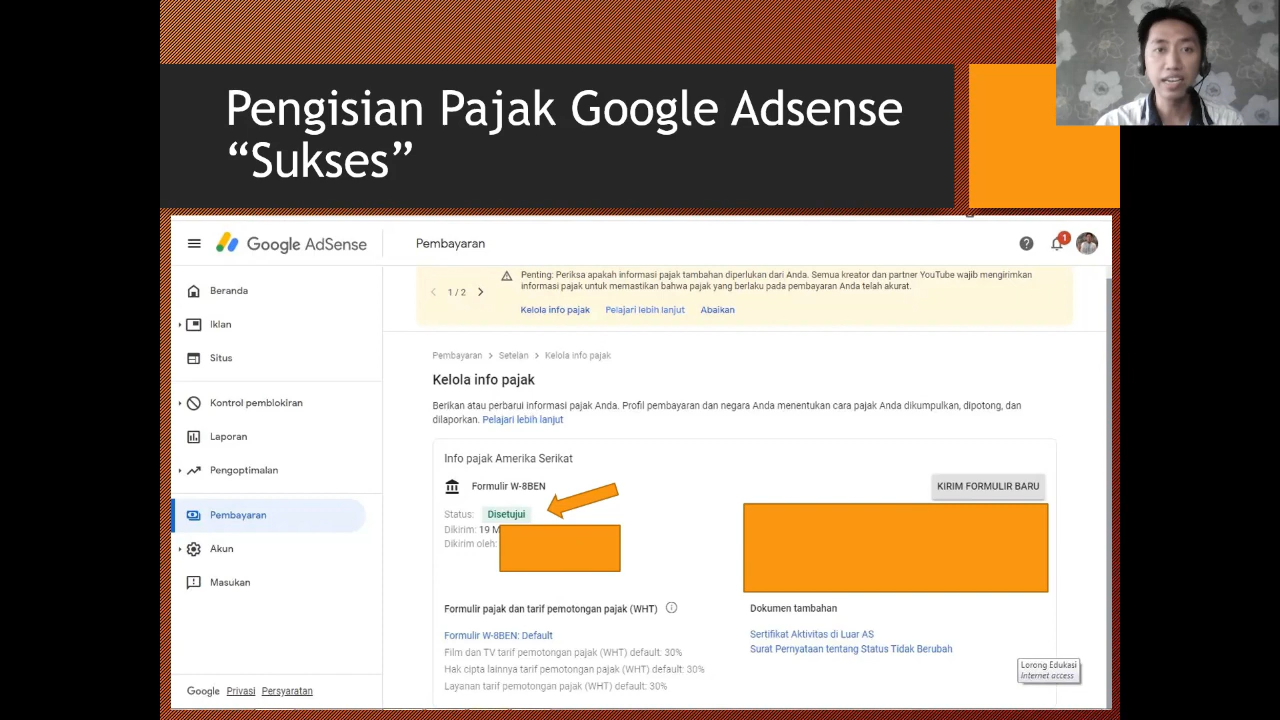 Pengisian Pajak Google Adsense
“Sukses”
Google AdSense
Pembayaran
1
Penting: Periksa apakah informasi pajak tambahan diperlukan dari Anda. Semua kreator dan partner YouTube wajib mengirimkan
informasi pajak untuk memastikan bahwa pajak yang berlaku pada pembayaran Anda telah akurat.
1 / 2
Kelola info pajak Pelajari lebih lanjut Abaikan
Beranda
Iklan
Situs
Kontrol pemblokiran
Laporan
Pengoptimalan
Pembayaran
Akun
Masukan
Google Privasi Persyaratan
Pembayaran > Setelan > Kelola info pajak
Kelola info pajak
Berikan atau perbarui informasi pajak Anda. Profil pembayaran dan negara Anda menentukan cara pajak Anda dikumpulkan, dipotong, dan
dilaporkan. Pelajari lebih lanjut
Info pajak Amerika Serikat
Formulir W-8BEN
KIRIM FORMULIR BARU
Status: Disetujui
Dikirim: 19 M
Dikirim oleh:
Formulir pajak dan tarif pemotongan pajak (WHT)
Formulir W-8BEN: Default
Film dan TV tarif pemotongan pajak (WHT) default: 30%
Hak cipta lainnya tarif pemotongan pajak (WHT) default: 30%
Layanan tarif pemotongan pajak (WHT) default: 30%
Dokumen tambahan
Sertifikat Aktivitas di Luar AS
Surat Pernyataan tentang Status Tidak Berubah
Lorong Edukasi
Internet access